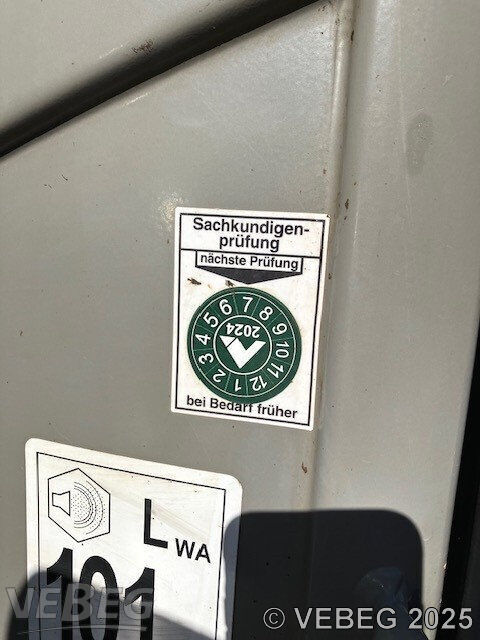 Sachkundigen-
prüfung
nächste Prüfung
1 2 3 4 5 6 7 8 9 10 11 12
2024
bei Bedarf früher
LWA
101
VEBEG
© VEBEG 2025